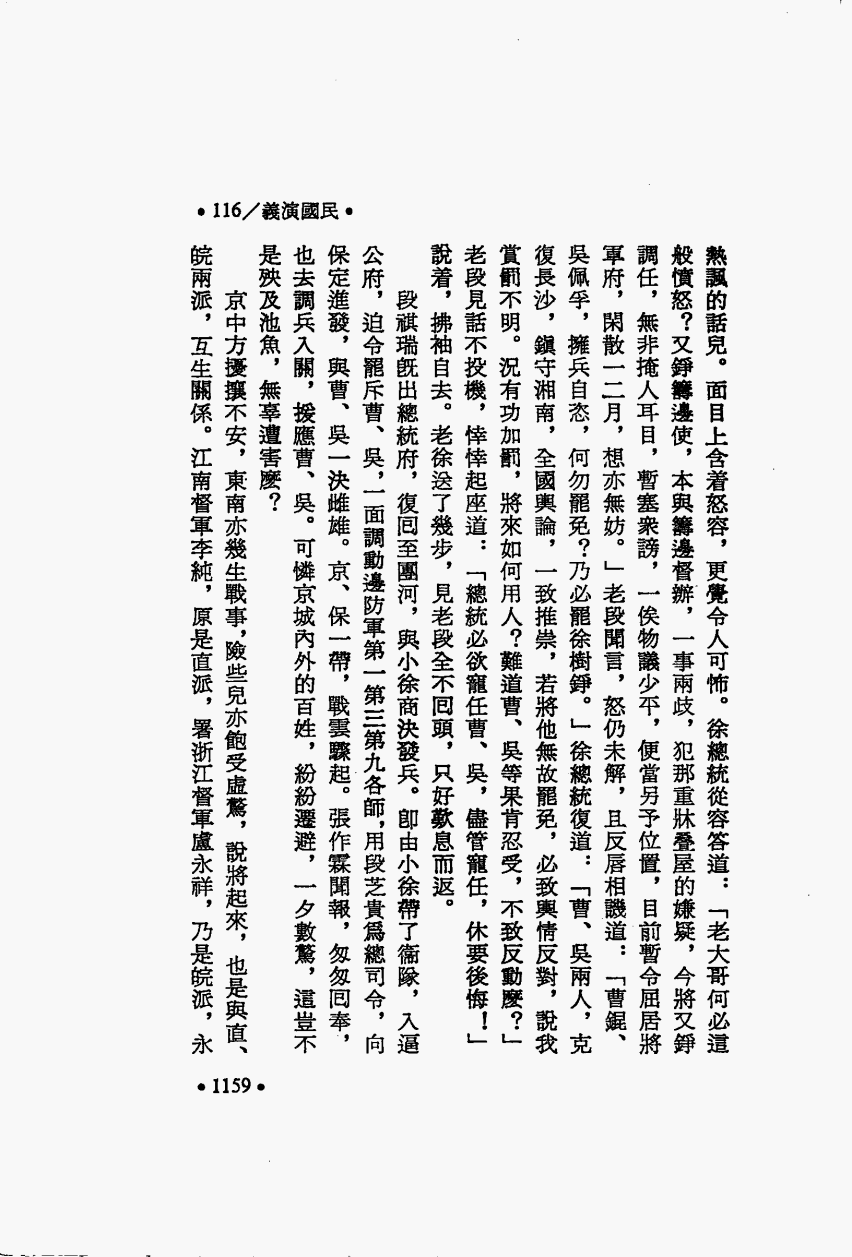 •116／義演國民•
熱諷的話兒。面目上含着怒容，更覺令人可怖。徐總統從容答道：「老大哥何必這
般憤怒？又錚籌邊使，本與籌邊督辦，一事兩歧，犯那重牀疊屋的嫌疑，今將又錚
調任，無非掩人耳目，暫塞衆謗，一俟物議少平，便當另予位置，目前暫令屈居將
軍府，閑散一二月，想亦無妨。」老段聞言，怒仍未解，且反唇相譏道：「曹錕、
吳佩孚，擁兵自恣，何勿罷免？乃必罷徐樹錚。」徐總統復道：「曹、吳兩人，克
復長沙，鎭守湘南，全國輿論，一致推崇，若將他無故罷免，必致輿情反對，說我
賞罰不明。況有功加罰，將來如何用人？難道曹、吳等果肯忍受，不致反動麼？」
老段見話不投機，悻悻起座道：「總統必欲寵任曹、吳，儘管寵任，休要後悔！」
說着，拂袖自去。老徐送了幾步，見老段全不囘頭，只好歎息而返。
段祺瑞旣出總統府，復囘至團河，與小徐商決發兵。卽由小徐帶了衞隊，入逼
公府，迫令罷斥曹、吳，一面調動邊防軍第一第三第九各師，用段芝貴爲總司令，向
保定進發，與曹、吳一決雌雄。京、保一帶，戰雲驟起。張作霖聞報，匆匆囘奉，
也去調兵入關，援應曹、吳。可憐京城內外的百姓，紛紛遷避，一夕數驚，這豈不
是殃及池魚，無辜遭害麼？
京中方擾攘不安，東南亦幾生戰事，險些兒亦飽受虛驚，說將起來，也是與直、
皖兩派，互生關係。江南督軍李純，原是直派，署浙江督軍盧永祥，乃是皖派，永
•1159•